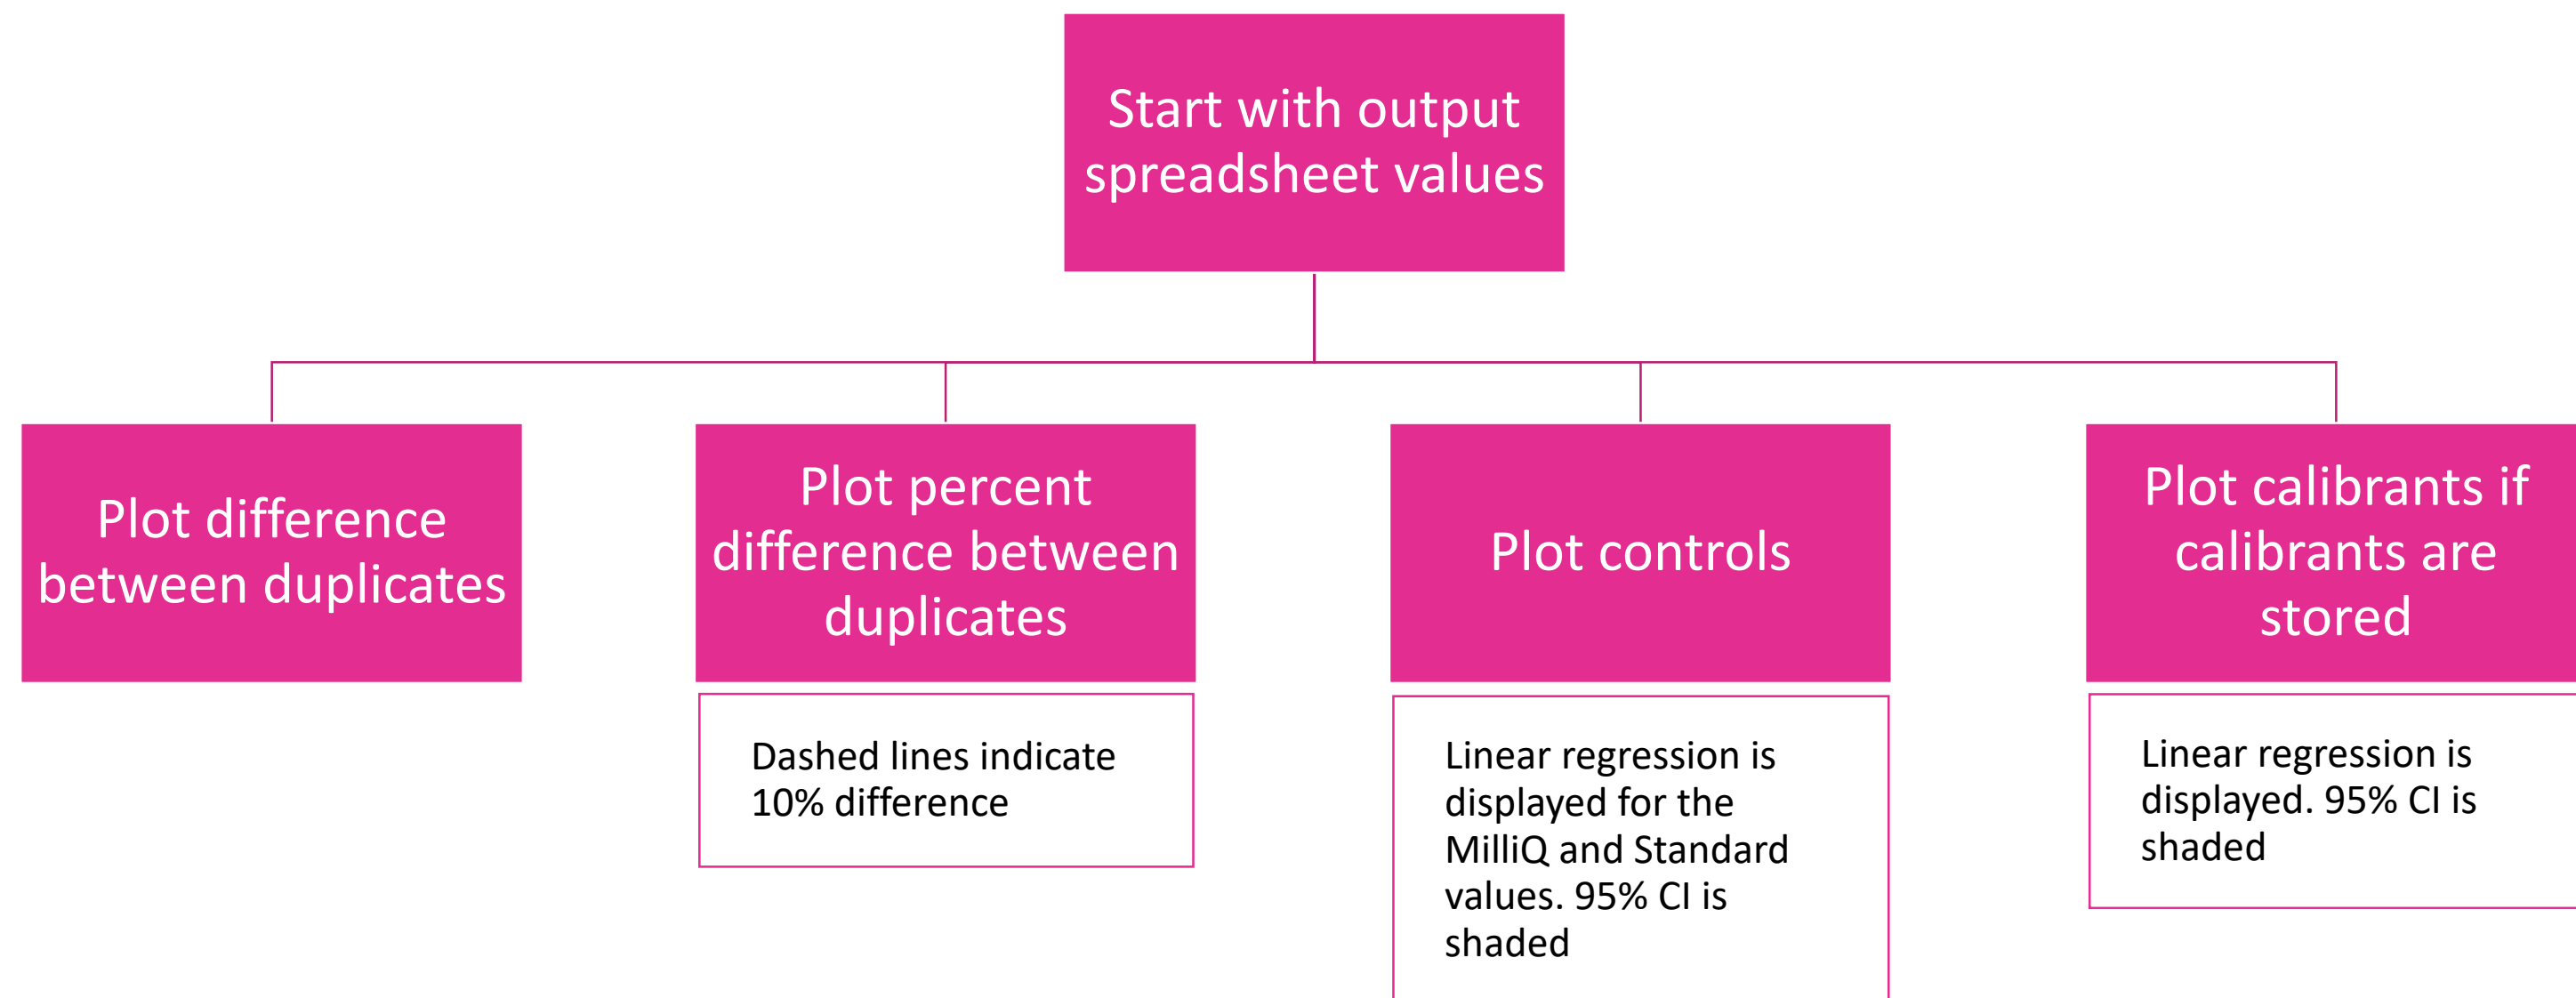 Start with output
spreadsheet values
Plot difference
between duplicates
Plot percent
difference between
duplicates
Dashed lines indicate
10% difference
Plot controls
Linear regression is
displayed for the
MilliQ and Standard
values. 95% CI is
shaded
Plot calibrants if
calibrants are
stored
Linear regression is
displayed. 95% CI is
shaded